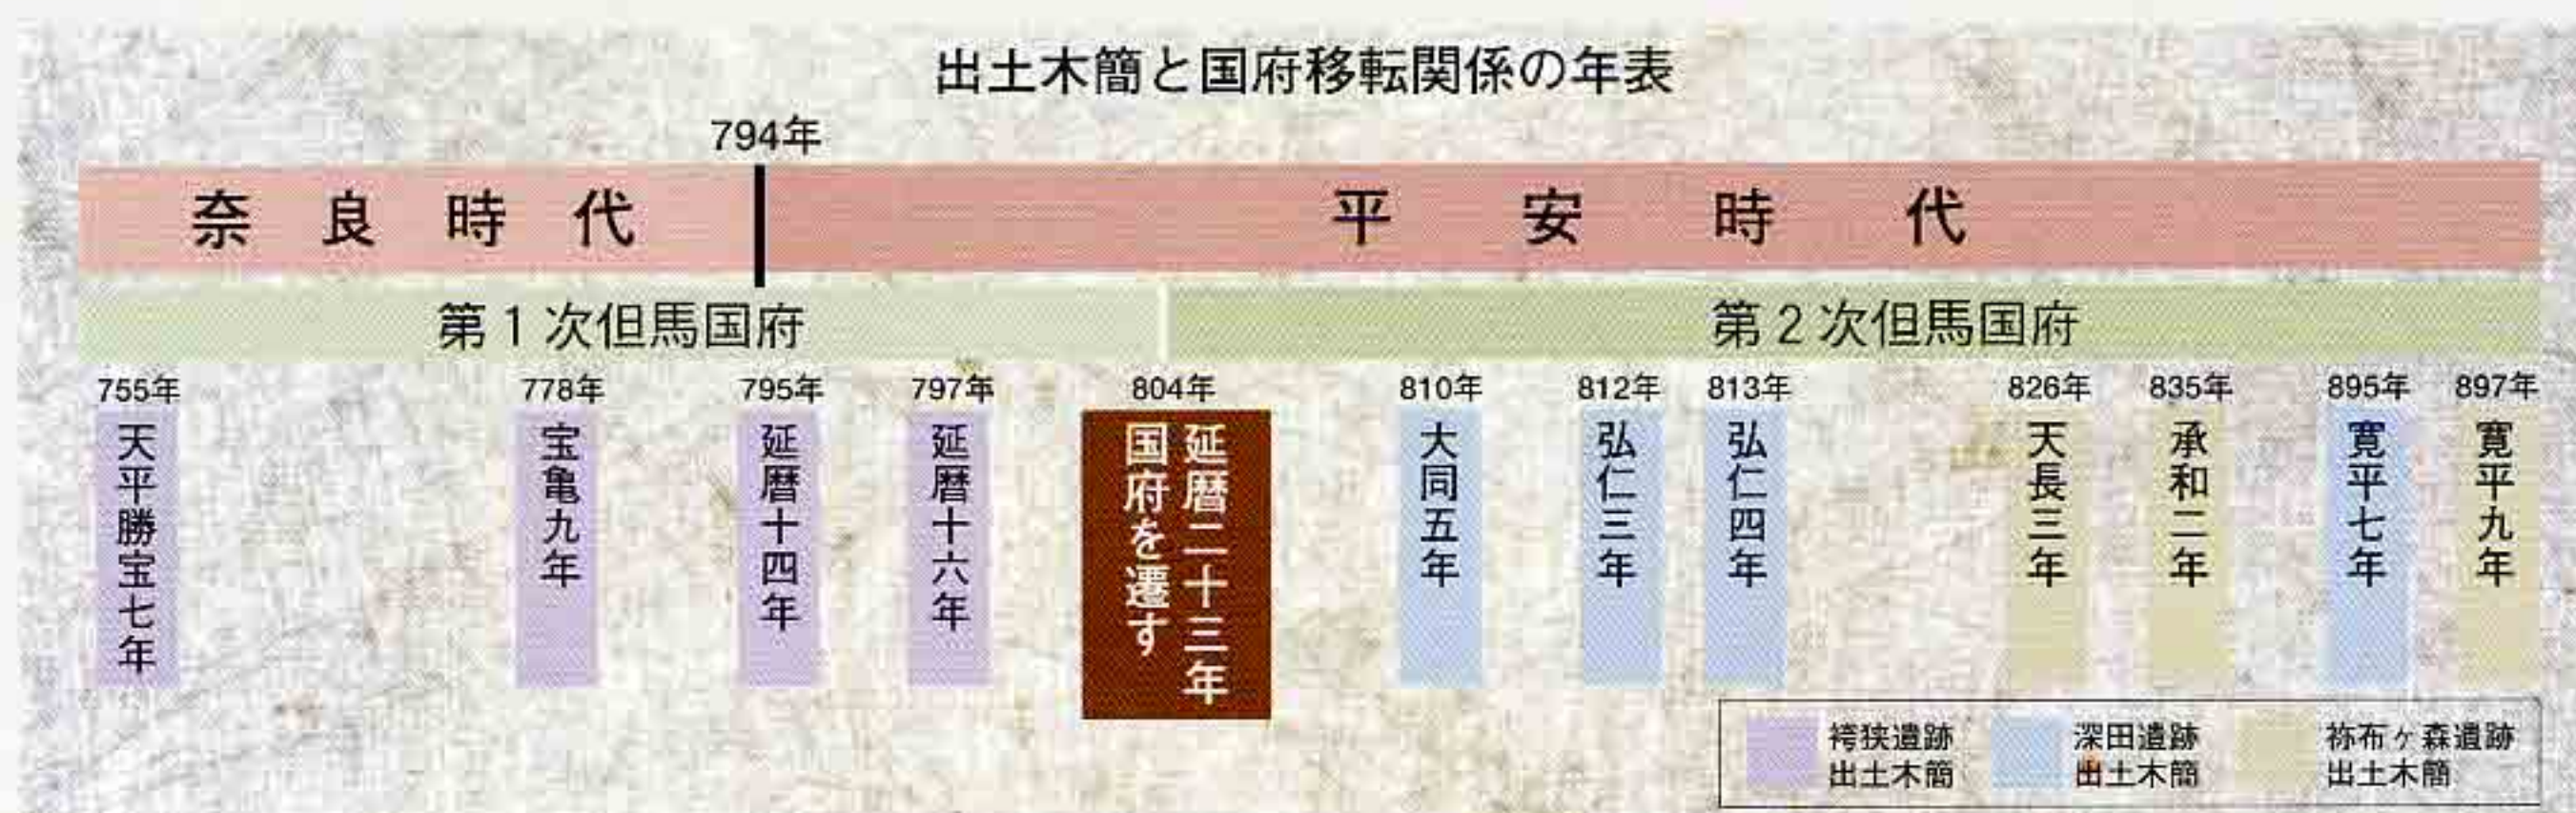 出土木簡と国府移転関係の年表
794年
奈良時代
平安時代
第1次但馬国府
第2次但馬国府
755年
天平勝宝七年
778年
宝亀九年
795年
延暦十四年
797年
延暦十六年
804年
延暦二十三年
国府を遷す
810年
大同五年
812年
弘仁三年
813年
弘仁四年
826年
天長三年
835年
承和二年
895年
寛平七年
897年
寛平九年
袴狭遺跡
出土木簡
深田遺跡
出土木簡
祢布ヶ森遺跡
出土木簡